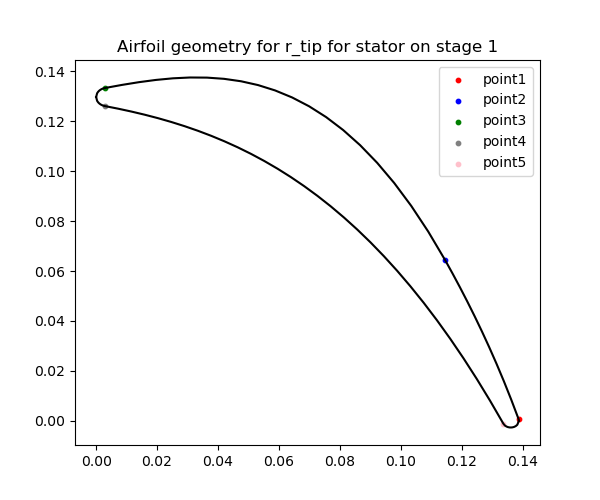 Airfoil geometry for r_tip for stator on stage 1
0.14
0.12
0.10
0.08
0.06
0.04
0.02
0.00
point1
point2
point3
point4
point5
0.00 0.02 0.04 0.06 0.08 0.10 0.12 0.14